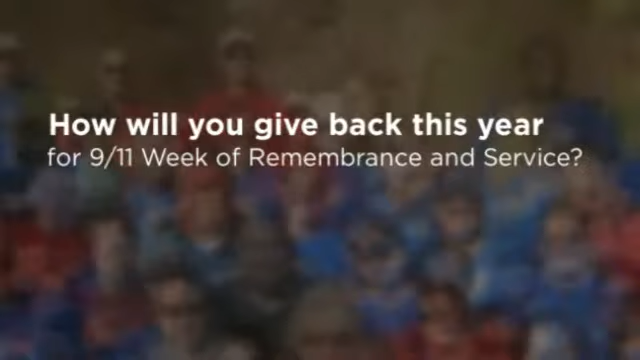 How will you give back this year
for 9/11 Week of Remembrance and Service?